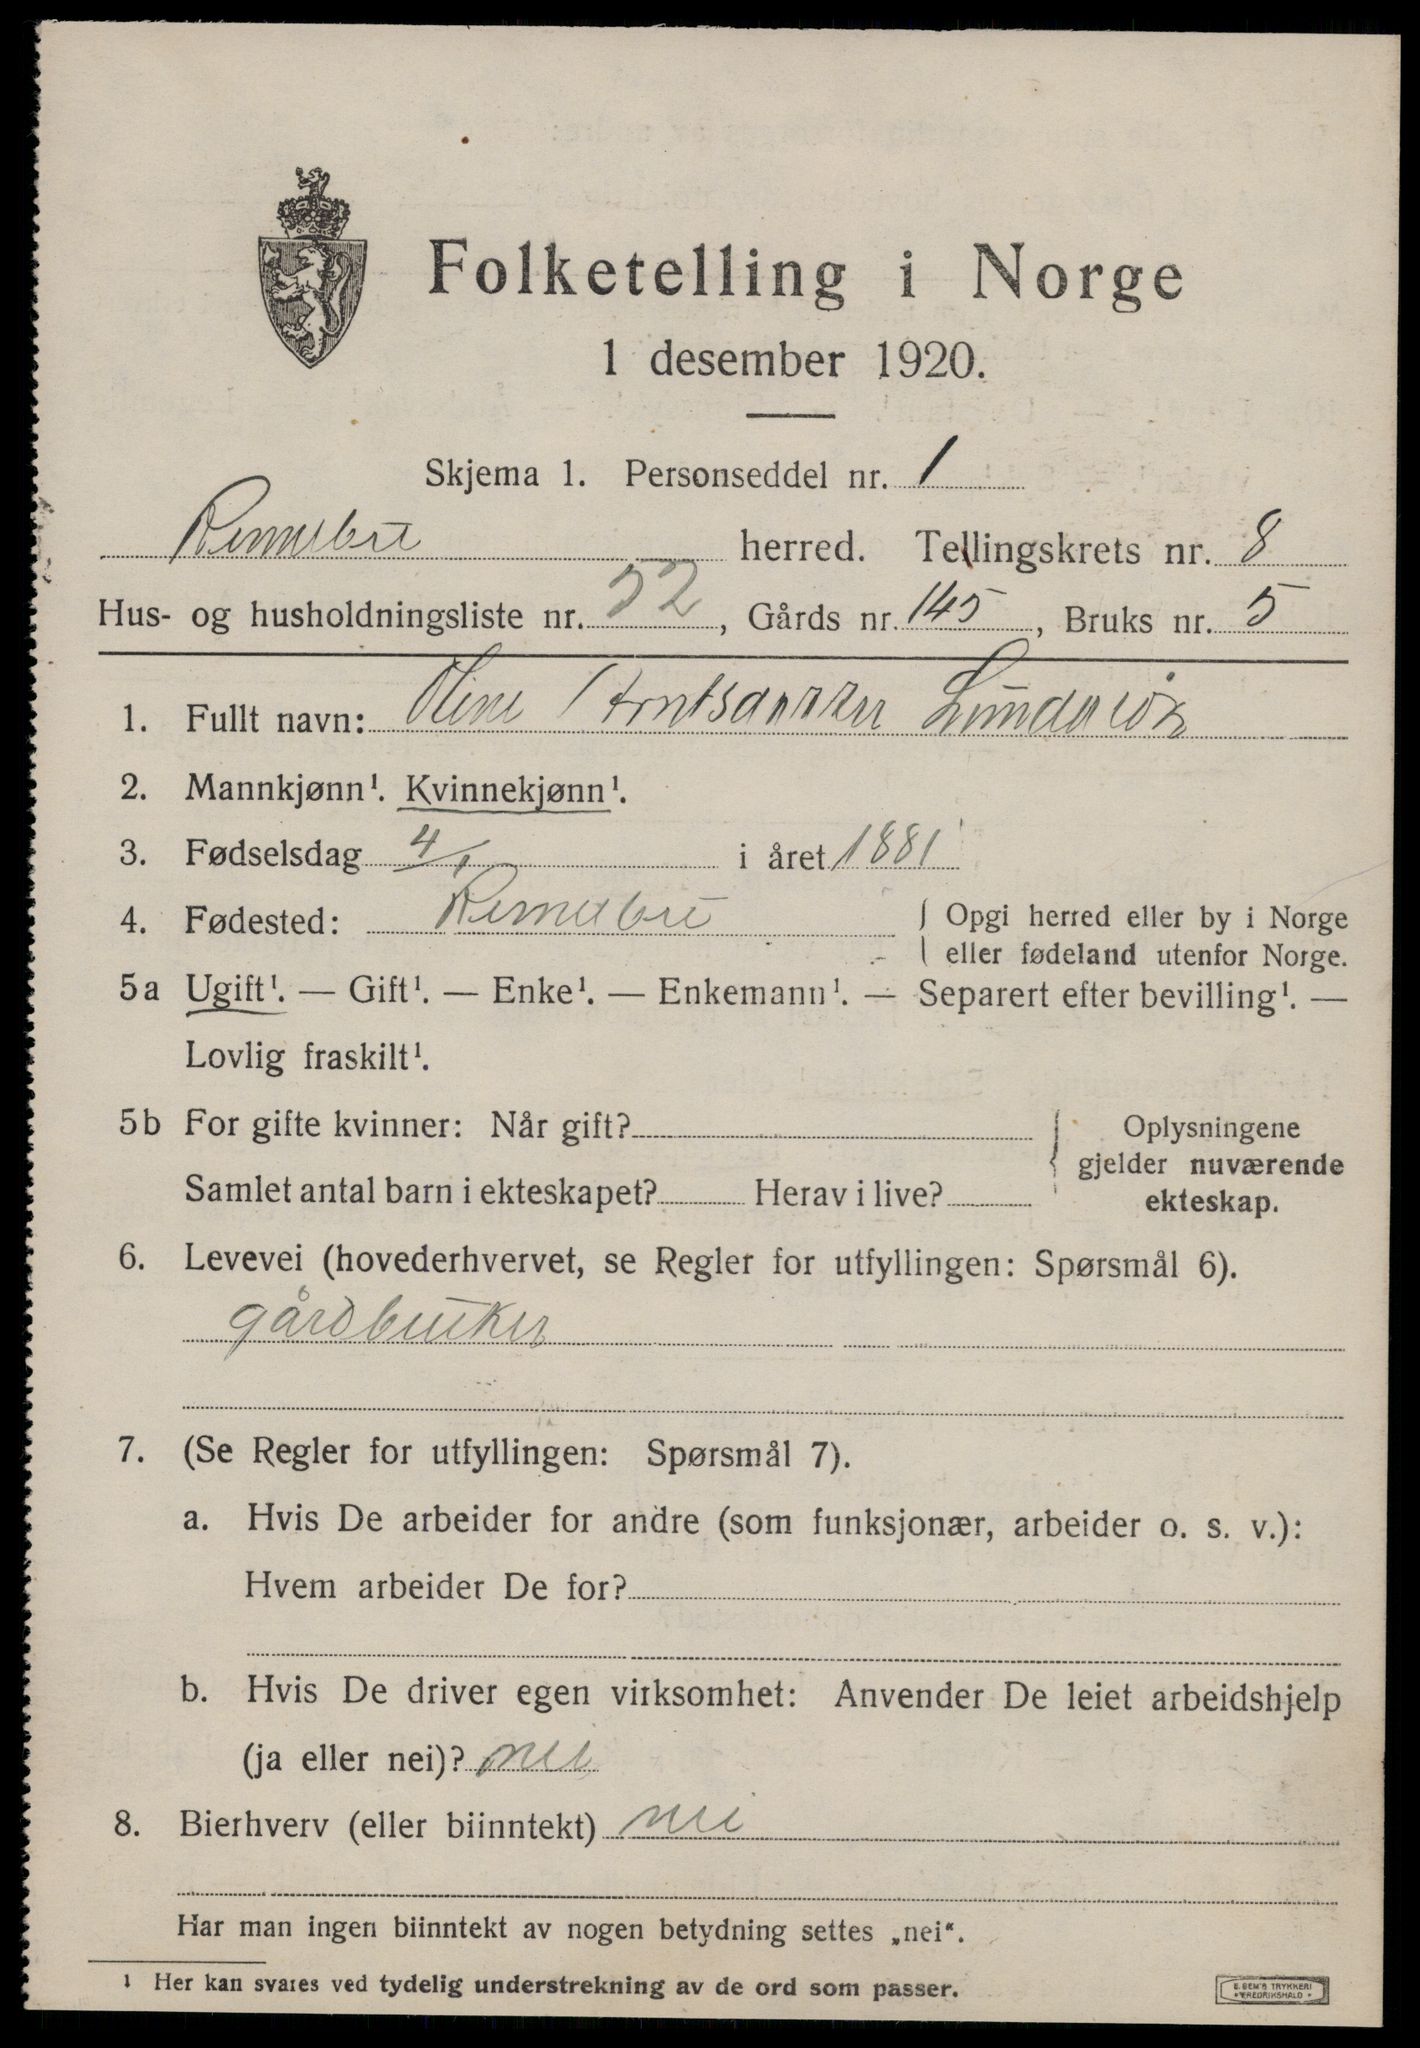 Folketelling i Norge
1 desember 1920.
Skjema 1. Personseddel nr. 1
Rennebu herred. Tellingskrets nr. 8
Hus- og husholdningsliste nr. 52, Gårds nr. 145, Bruks nr. 5
1. Fullt navn: Oline Arntsdatter
2. Mannkjønn¹. Kvinnekjønn¹.
3. Fødselsdag 4/1 i året 1881
4. Fødested: Rennebu { Opgi herred eller by i Norge
eller fødeland utenfor Norge.
5a Ugift¹. — Gift¹. — Enke¹. — Enkemann¹. — Separert efter bevilling¹. —
Lovlig fraskilt¹.
5b For gifte kvinner: Når gift? { Oplysningene
gjelder nuværende
Samlet antal barn i ekteskapet? Herav i live?
ekteskap.
6. Levevei (hovederhvervet, se Regler for utfyllingen: Spørsmål 6).
gårdbruker
7. (Se Regler for utfyllingen: Spørsmål 7).
a. Hvis De arbeider for andre (som funksjonær, arbeider o. s. v.):
Hvem arbeider De for?
b. Hvis De driver egen virksomhet: Anvender De leiet arbeidshjelp
(ja eller nei)? nei
8. Bierhverv (eller biinntekt) nei
Har man ingen biinntekt av nogen betydning settes „nei“.
1 Her kan svares ved tydelig understrekning av de ord som passer.
E. SEM'S TRYKKERI
FREDRIKSHALD